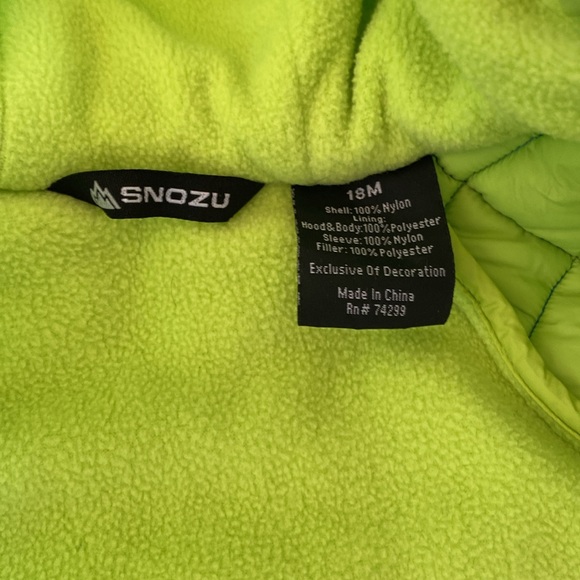 SNOZU
18M
Shell: 100% Nylon
Lining:
Hood&Body:100%Polyester
Sleeve: 100% Nylon
Filler: 100% Polyester
Exclusive Of Decoration
Made In China
Rn# 74299